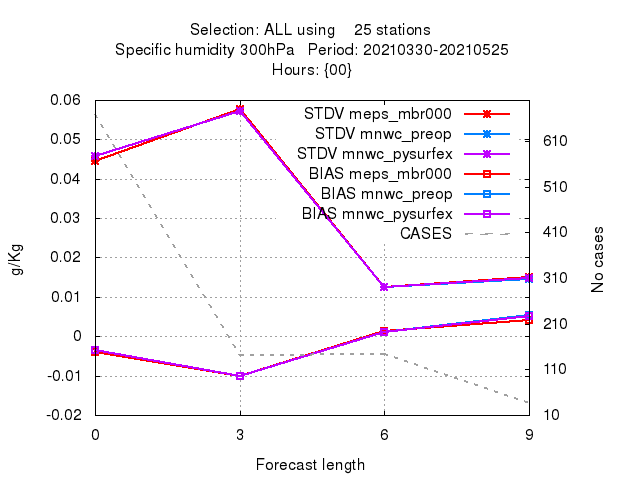 Selection: ALL using    25 stations
Specific humidity 300hPa   Period: 20210330-20210525
Hours: {00}
STDV meps_mbr000
STDV mnwc_preop
STDV mnwc_pysurfex
BIAS meps_mbr000
BIAS mnwc_preop
BIAS mnwc_pysurfex
CASES
g/Kg
0.06
0.05
0.04
0.03
0.02
0.01
0
-0.01
-0.02
No cases
610
510
410
310
210
110
10
0 3 6 9
Forecast length